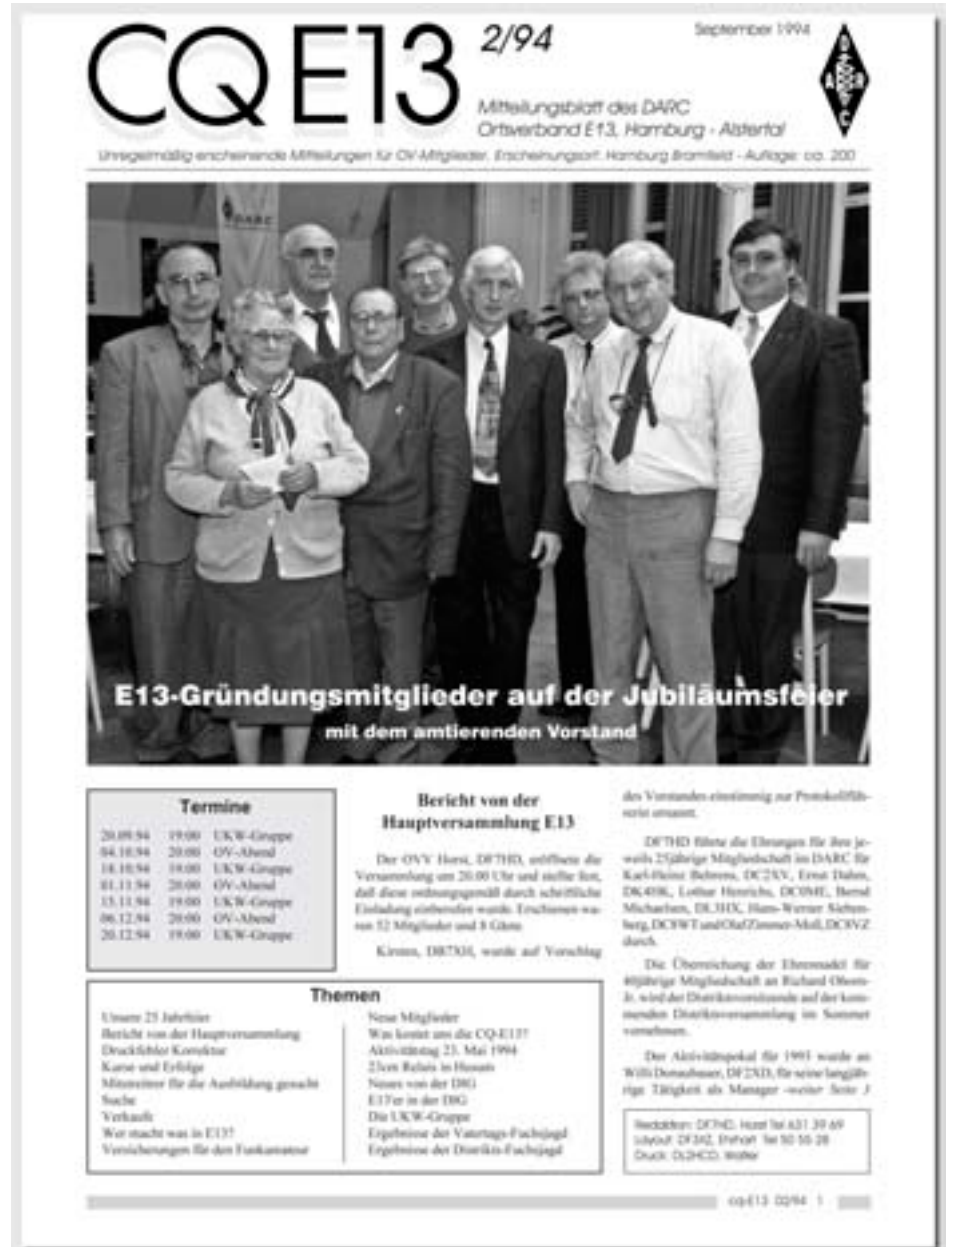 CQ E13
2/94
September 1994
Mitteilungsblatt des DARC
Ortsverband E13, Hamburg - Alstertal
Unregelmäßig erscheinende Mitteilungen für OV-Mitglieder. Erscheinungsort: Hamburg Bramfeld - Auflage: ca. 200
DARC
E13-Gründungsmitglieder auf der Jubiläumsfeier
mit dem amtierenden Vorstand
Termine
20.09.94 19:00 UKW-Gruppe
04.10.94 20:00 OV-Abend
18.10.94 19:00 UKW-Gruppe
01.11.94 20:00 OV-Abend
15.11.94 19:00 UKW-Gruppe
06.12.94 20:00 OV-Abend
20.12.94 19:00 UKW-Gruppe
Bericht von der
Hauptversammlung E13
Der OVV Horst, DF7HD, eröffnete die
Versammlung um 20.00 Uhr und stellte fest,
daß diese ordnungsgemäß durch schriftliche
Einladung einberufen wurde. Erschienen wa-
ren 52 Mitglieder und 8 Gäste.
Kirsten, DB7XH, wurde auf Vorschlag
des Vorstandes einstimmig zur Protokollfüh-
rerin ernannt.
DF7HD führte die Ehrungen für ihre je-
weils 25jährige Mitgliedschaft im DARC für
Karl-Heinz Behrens, DC2XV, Ernst Dahm,
Lothar Henrichs, DC0ME, Bernd
Michaelsen, DL3HX, Hans-Werner Sieben-
berg, DC8WT und Olaf Zimmer-Moll, DC8VZ
durch.
Die Überreichung der Ehrennadel für
40jährige Mitgliedschaft an Richard
Jr. wird der Distriktsvorsitzende auf der kom-
menden Distriktsversammlung im Sommer
vornehmen.
Der Aktivitätspokal für 1993 wurde an
Willi Donaubauer, DF2XD, für seine langjäh-
rige Tätigkeit als Manager -weiter Seite 3
Themen
Unsere 25 Jahrfeier
Bericht von der Hauptversammlung
Druckfehler Korrektur
Kurse und Erfolge
Mitstreiter für die Ausbildung gesucht
Suche
Verkaufe
Wer macht was in E13?
Versicherungen für den Funkamateur
Neue Mitglieder
Was kostet uns die CQ-E13?
Aktivitätstag 23. Mai 1994
23cm Relais in Husum
Neues von der DIG
E13'er in der DIG
Die UKW-Gruppe
Ergebnisse der Vatertags-Fuchsjagd
Ergebnisse der Distrikts-Fuchsjagd
Redaktion: DF7HD, Horst Tel 631 39 69
Layout: Tel 50 55 28
Druck: DL2HCD, Walter
cq-E13 02/94 1